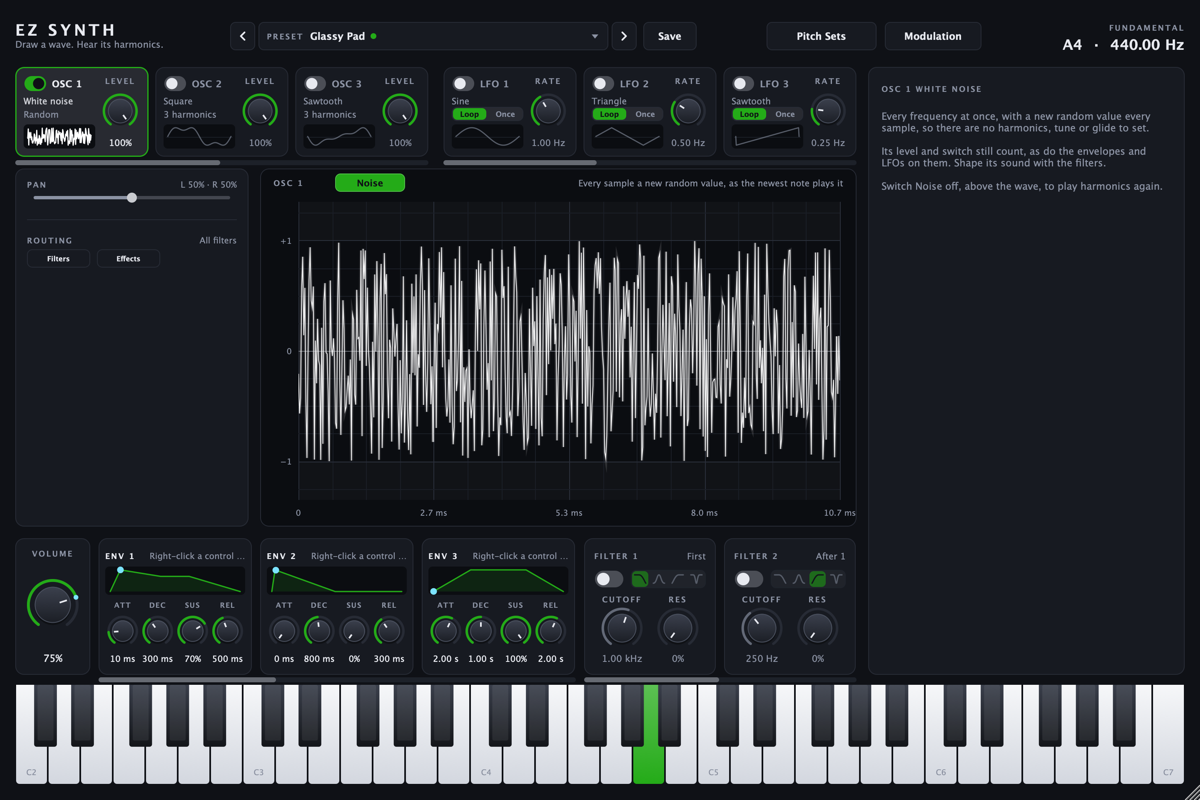 EZ SYNTH
Draw a wave. Hear its harmonics.
PRESET Glassy Pad
Save
Pitch Sets
Modulation
FUNDAMENTAL
A4 · 440.00 Hz
OSC 1
LEVEL
White noise
Random
100%
OSC 2
LEVEL
Square
3 harmonics
100%
OSC 3
LEVEL
Sawtooth
3 harmonics
100%
LFO 1
RATE
Sine
Loop Once
1.00 Hz
LFO 2
RATE
Triangle
Loop Once
0.50 Hz
LFO 3
RATE
Sawtooth
Loop Once
0.25 Hz
OSC 1 WHITE NOISE
Every frequency at once, with a new random value every
sample, so there are no harmonics, tune or glide to set.
Its level and switch still count, as do the envelopes and
LFOs on them. Shape its sound with the filters.
Switch Noise off, above the wave, to play harmonics again.
PAN
L 50% · R 50%
ROUTING
All filters
Filters
Effects
OSC 1
Noise
Every sample a new random value, as the newest note plays it
+1
0
−1
0
2.7 ms
5.3 ms
8.0 ms
10.7 ms
VOLUME
75%
ENV 1
Right-click a control ...
ATT DEC SUS REL
10 ms 300 ms 70% 500 ms
ENV 2
Right-click a control ...
ATT DEC SUS REL
0 ms 800 ms 0% 300 ms
ENV 3
Right-click a control ...
ATT DEC SUS REL
2.00 s 1.00 s 100% 2.00 s
FILTER 1
First
CUTOFF RES
1.00 kHz 0%
FILTER 2
After 1
CUTOFF RES
250 Hz 0%
C2 C3 C4 C5 C6 C7